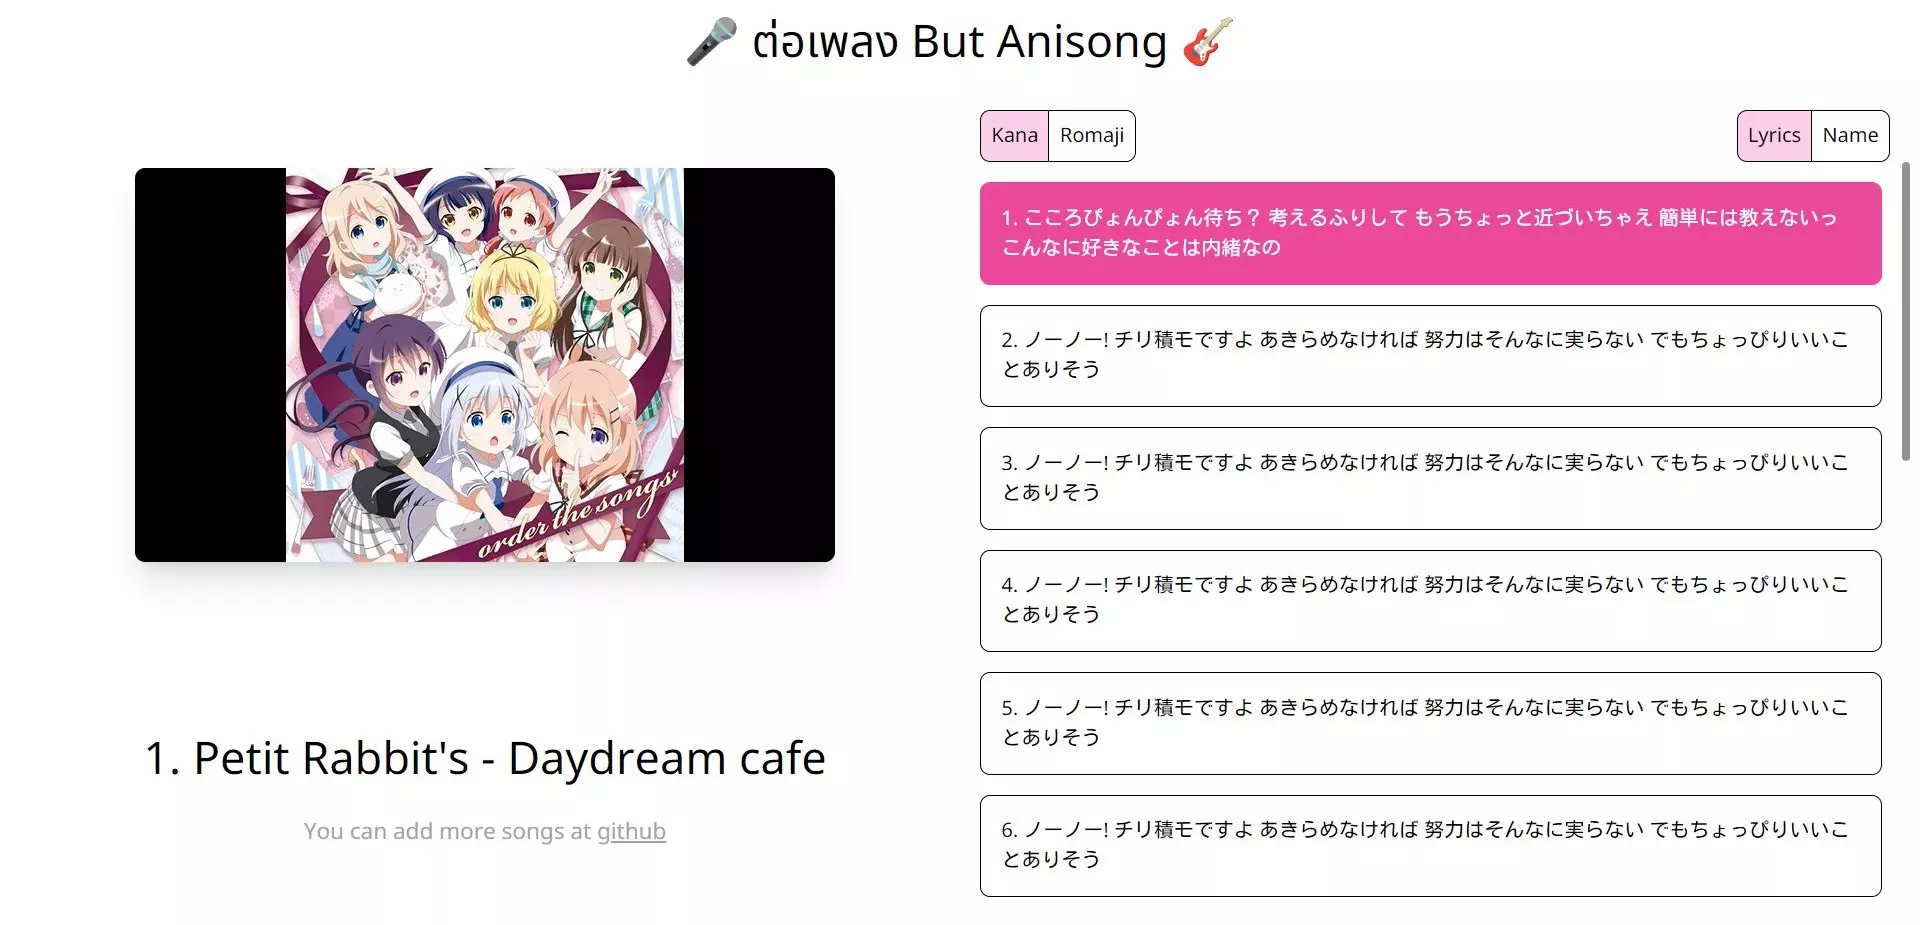 🎤 ต่อเพลง But Anisong 🎸
Kana Romaji
Lyrics Name
order the songs
1. Petit Rabbit's - Daydream cafe
You can add more songs at github
1. こころぴょんぴょん待ち？ 考えるふりして もうちょっと近づいちゃえ 簡単には教えないっ
こんなに好きなことは内緒なの
2. ノーノー! チリ積モですよ あきらめなければ 努力はそんなに実らない でもちょっぴりいいこ
とありそう
3. ノーノー! チリ積モですよ あきらめなければ 努力はそんなに実らない でもちょっぴりいいこ
とありそう
4. ノーノー! チリ積モですよ あきらめなければ 努力はそんなに実らない でもちょっぴりいいこ
とありそう
5. ノーノー! チリ積モですよ あきらめなければ 努力はそんなに実らない でもちょっぴりいいこ
とありそう
6. ノーノー! チリ積モですよ あきらめなければ 努力はそんなに実らない でもちょっぴりいいこ
とありそう